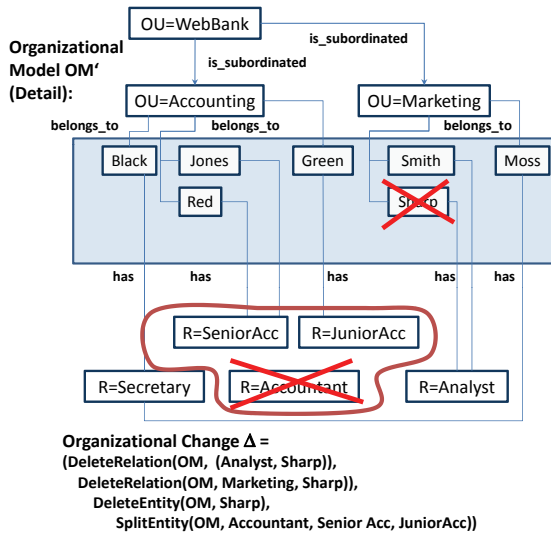 OU=WebBank
Organizational
Model OM‘
(Detail):
is_subordinated
is_subordinated
OU=Accounting
OU=Marketing
belongs_to
belongs_to
belongs_to
Black
Jones
Green
Smith
Moss
Red
Sharp
has
has
has
has
has
R=SeniorAcc
R=JuniorAcc
R=Secretary
R=Accountant
R=Analyst
Organizational Change Δ =
(DeleteRelation(OM, (Analyst, Sharp)),
DeleteRelation(OM, Marketing, Sharp)),
DeleteEntity(OM, Sharp),
SplitEntity(OM, Accountant, Senior Acc, JuniorAcc))